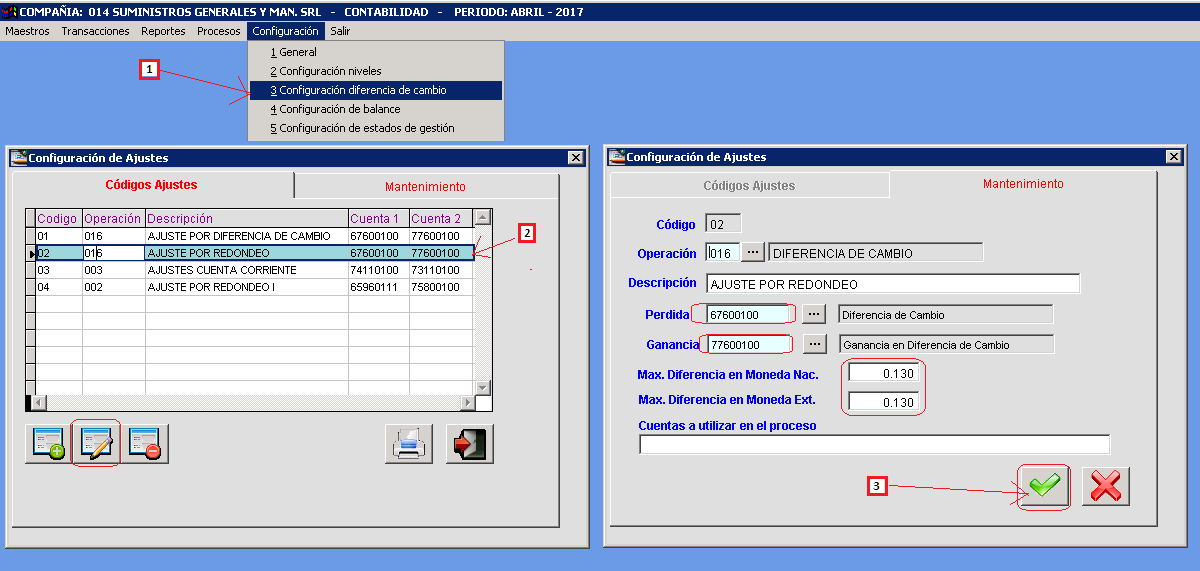 COMPAÑIA: 014 SUMINISTROS GENERALES Y MAN. SRL - CONTABILIDAD - PERIODO: ABRIL - 2017
Maestros Transacciones Reportes Procesos Configuración Salir
1 General
2 Configuración niveles
3 Configuración diferencia de cambio
4 Configuración de balance
5 Configuración de estados de gestión
1
Configuración de Ajustes
Códigos Ajustes Mantenimiento
Codigo Operación Descripción Cuenta 1 Cuenta 2
01 016 AJUSTE POR DIFERENCIA DE CAMBIO 67600100 77600100
02 016 AJUSTE POR REDONDEO 67600100 77600100
03 003 AJUSTES CUENTA CORRIENTE 74110100 73110100
04 002 AJUSTE POR REDONDEO I 65960111 75800100
2
Configuración de Ajustes
Códigos Ajustes Mantenimiento
Código 02
Operación 016 ... DIFERENCIA DE CAMBIO
Descripción AJUSTE POR REDONDEO
Perdida 67600100 ... Diferencia de Cambio
Ganancia 77600100 ... Ganancia en Diferencia de Cambio
Max. Diferencia en Moneda Nac. 0.130
Max. Diferencia en Moneda Ext. 0.130
Cuentas a utilizar en el proceso
3